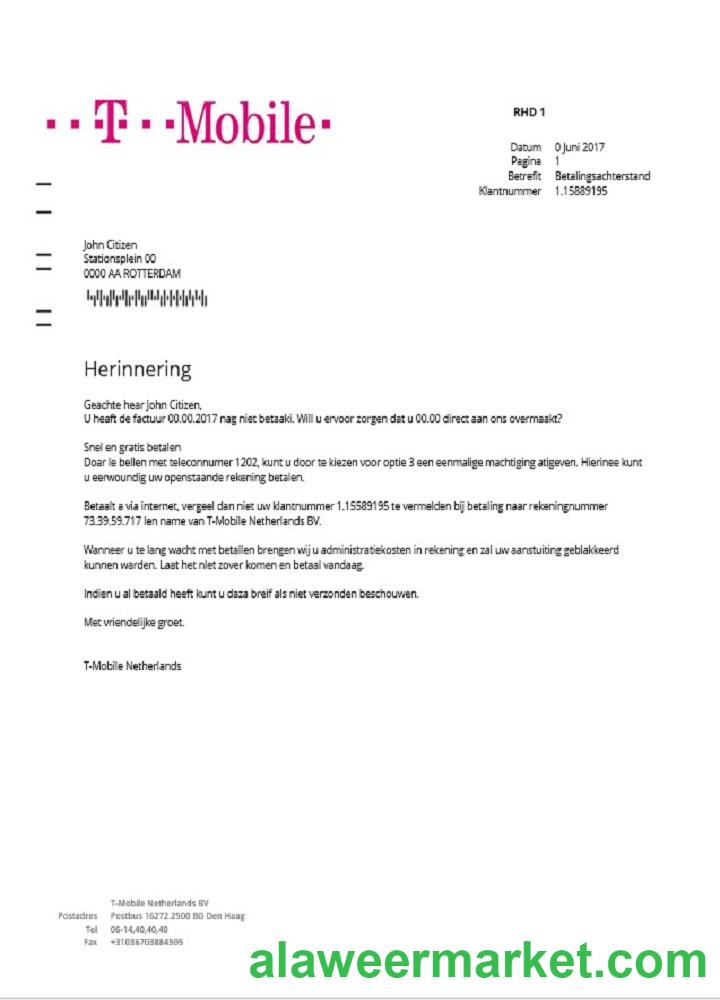 T··Mobile·
RHD 1
Datum 0 Juni 2017
Pagina 1
Betrefit Betalingsachterstand
Klantnummer 1.15889195
John Citizen
Stationsplein 00
0000 AA ROTTERDAM
Herinnering
Geachte hear John Citizen,
U heaft de factuur 00.00.2017 nag niet betaaki. Will u ervoor zorgen dat u 00.00 direct aan ons overmaakt?
Snel en gratis betalen
Doar le bellen met teleconnumer 1202, kunt u door te kiezen voor optie 3 een eenmalige machtiging atigeven. Hierinee kunt
u eerwoundig uw openstaande rekening betalen.
Betaalt a via internet, vergeel dan niet uw klantnummer 1.15589195 te vermelden bij betaling naar rekeningnummer
73.39.59.717 len name van T-Mobile Netherlands BV.
Wanneer u te lang wacht met betallen brengen wij u administratiekosten in rekening en zal uw aanstuiting geblakkeerd
kunnen warden. Laat het niet zover komen en betaal vandaag.
Indien u al betaald heeft kunt u daza breif als niet verzonden beschouwen.
Met vriendelijke groet.
T-Mobile Netherlands
T-Mobile Netherlands BV
Postadres Postbus 16272.2500 BG Den Haag
Tel 06-14,40,40,40
Fax +31036703884505
alaweermarket.com